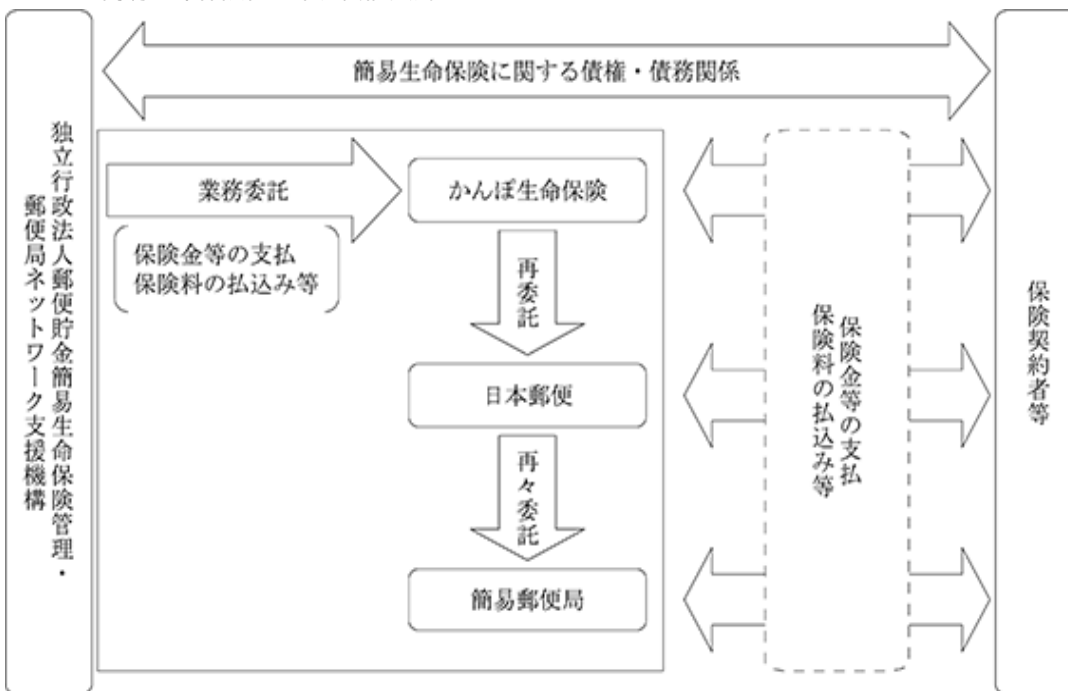 簡易生命保険に関する債権・債務関係
独立行政法人郵便貯金簡易生命保険管理・
郵便局ネットワーク支援機構
業務委託
保険金等の支払
保険料の払込み等
かんぽ生命保険
再委託
日本郵便
再々委託
簡易郵便局
保険金等の支払
保険料の払込み等
保険契約者等